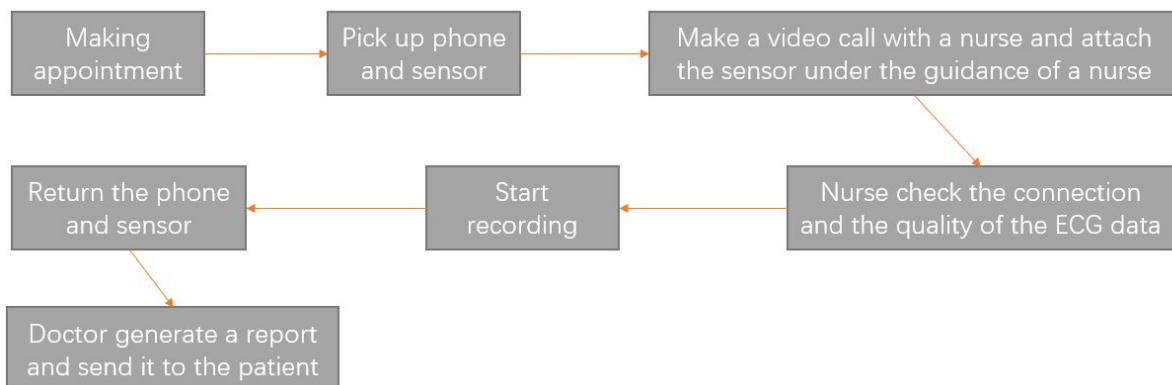 Making
appointment
Pick up phone
and sensor
Make a video call with a nurse and attach
the sensor under the guidance of a nurse
Nurse check the connection
and the quality of the ECG data
Start
recording
Return the phone
and sensor
Doctor generate a report
and send it to the patient